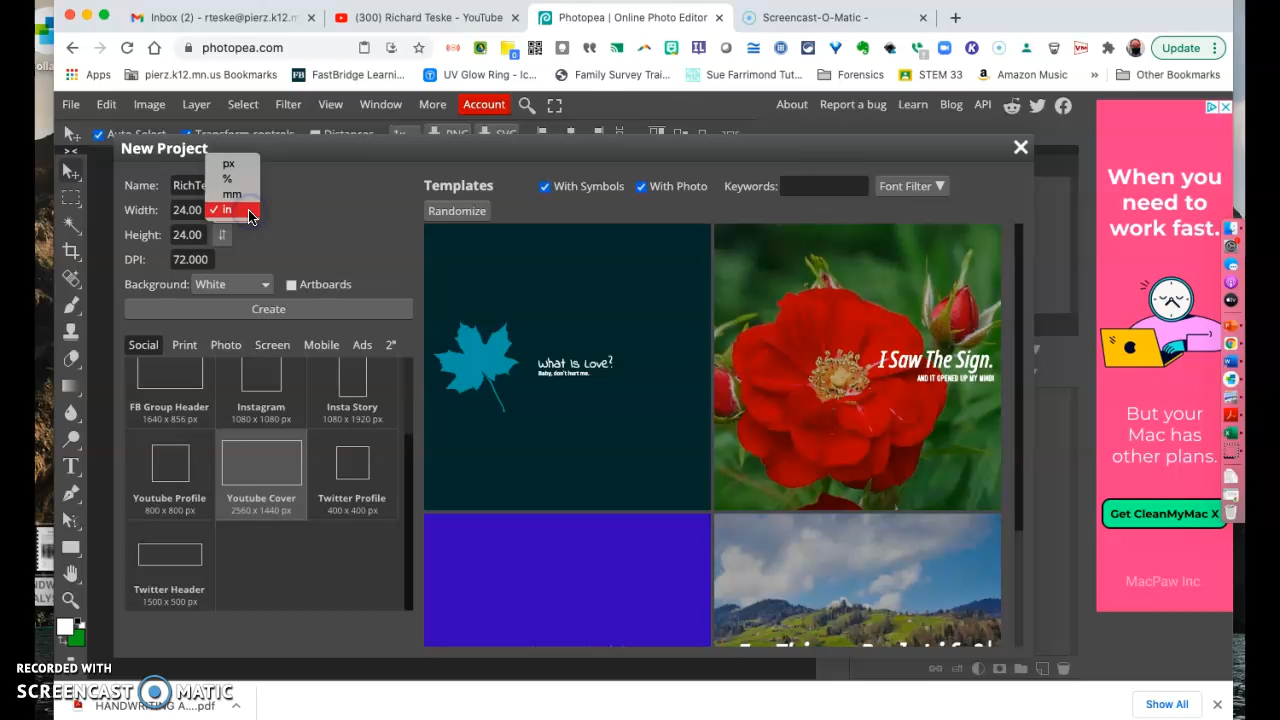 Inbox (2) - rteske@pierz.k12.m
(300) Richard Teske - YouTube
Photopea | Online Photo Editor
Screencast-O-Matic -
photopea.com
Update
Apps
pierz.k12.mn.us Bookmarks
FastBridge Learni...
UV Glow Ring - Ic...
Family Survey Trai...
Sue Farrimond Tut...
Forensics
STEM 33
Amazon Music
»
Other Bookmarks
File Edit Image Layer Select Filter View Window More Account
About Report a bug Learn Blog API
Auto Select Transform controls Distances 1x PNG SVG
New Project
px
%
mm
✓ in
Name: RichTe
Width: 24.00
Height: 24.00
DPI: 72.000
Background: White Artboards
Create
Social Print Photo Screen Mobile Ads 2ⁿ
FB Group Header
1640 x 856 px
Instagram
1080 x 1080 px
Insta Story
1080 x 1920 px
Youtube Profile
800 x 800 px
Youtube Cover
2560 x 1440 px
Twitter Profile
400 x 400 px
Twitter Header
1500 x 500 px
Templates With Symbols With Photo Keywords: Font Filter ▼
Randomize
What Is Love?
Baby, don't hurt me.
I Saw The Sign.
AND IT OPENED UP MY MIND!
When you
need to
work fast.
But your
Mac has
other plans.
Get CleanMyMac X
MacPaw Inc
RECORDED WITH
SCREENCAST O MATIC
HANDWRITING A....pdf
Show All